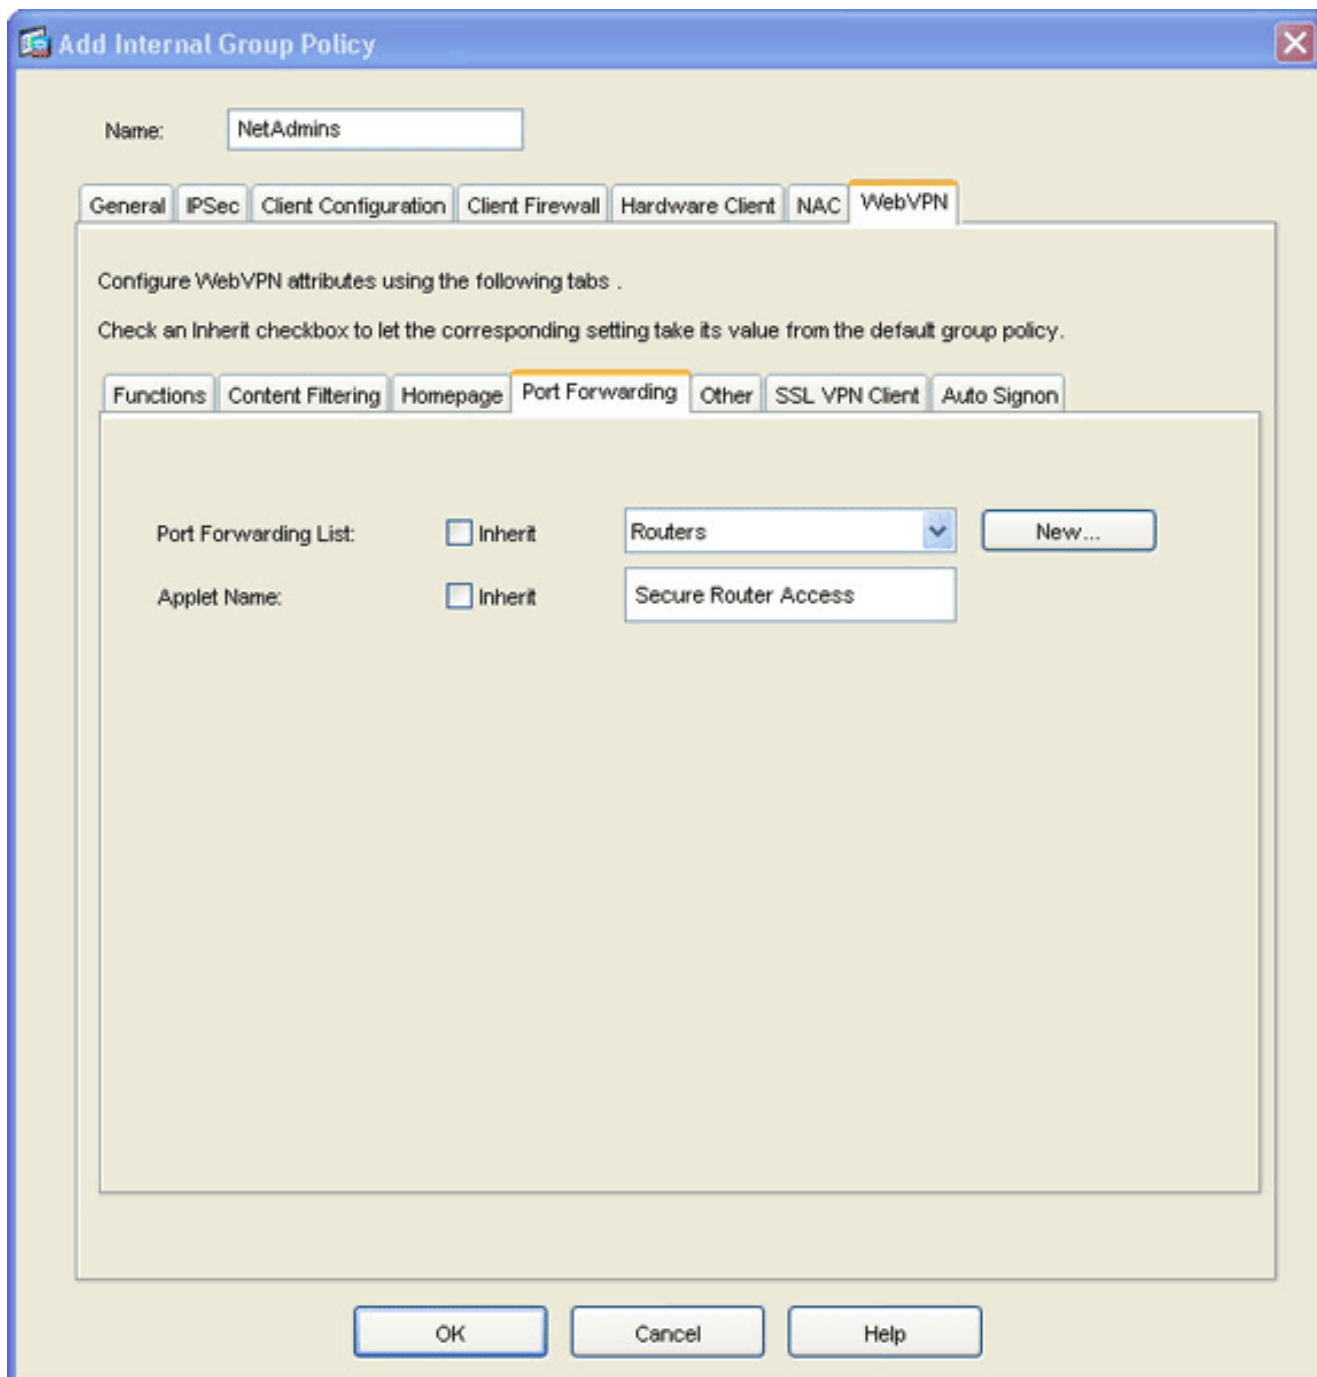 Add Internal Group Policy
Name: NetAdmins
General IPSec Client Configuration Client Firewall Hardware Client NAC WebVPN
Configure WebVPN attributes using the following tabs .
Check an Inherit checkbox to let the corresponding setting take its value from the default group policy.
Functions Content Filtering Homepage Port Forwarding Other SSL VPN Client Auto Signon
Port Forwarding List: Inherit Routers New...
Applet Name: Inherit Secure Router Access
OK Cancel Help